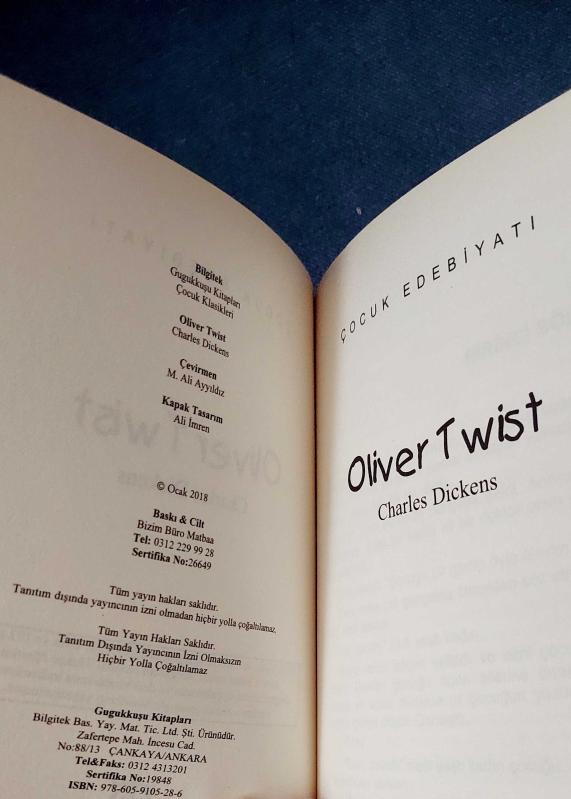 Bilgitek
Gugukkuşu Kitapları
Çocuk Klasikleri
Oliver Twist
Charles Dickens
Çevirmen
M. Ali Ayyıldız
Kapak Tasarım
Ali İmren
© Ocak 2018
Baskı & Cilt
Bizim Büro Matbaa
Tel: 0312 229 99 28
Sertifika No:26649
Tüm yayın hakları saklıdır.
Tanıtım dışında yayıncının izni olmadan hiçbir yolla çoğaltılamaz.
Tüm Yayın Hakları Saklıdır.
Tanıtım Dışında Yayıncının İzni Olmaksızın
Hiçbir Yolla Çoğaltılamaz
Gugukkuşu Kitapları
Bilgitek Bas. Yay. Mat. Tic. Ltd. Şti. Ürünüdür.
Zafertepe Mah. İncesu Cad.
No:88/13 ÇANKAYA/ANKARA
Tel&Faks: 0312 4313201
Sertifika No:19848
ISBN: 978-605-9105-28-6
ÇOCUK EDEBİYATI
Oliver Twist
Charles Dickens